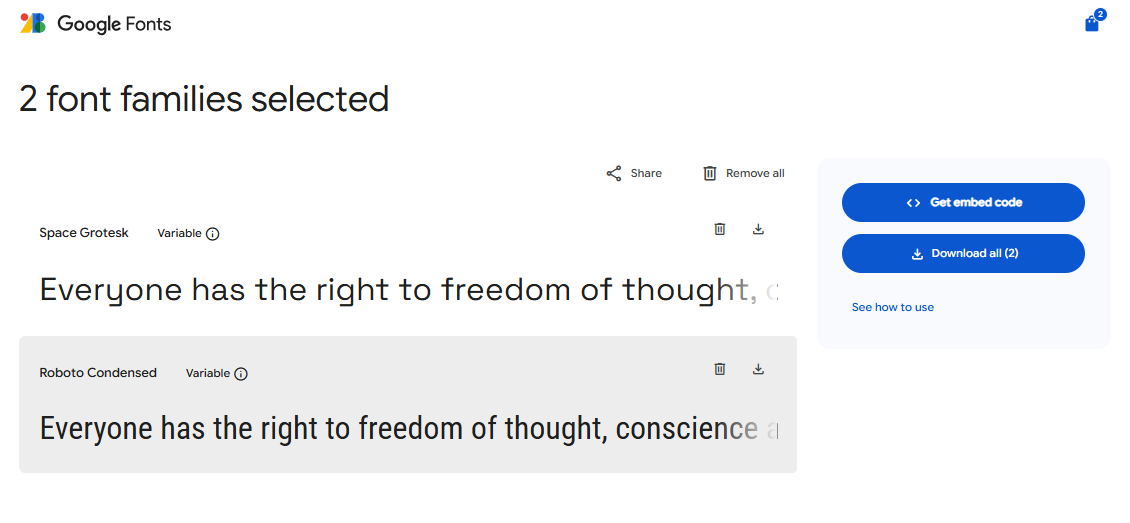 Google Fonts
2
2 font families selected
Share
Remove all
Get embed code
Space Grotesk
Variable
Download all (2)
Everyone has the right to freedom of thought,
See how to use
Roboto Condensed
Variable
Everyone has the right to freedom of thought, conscience